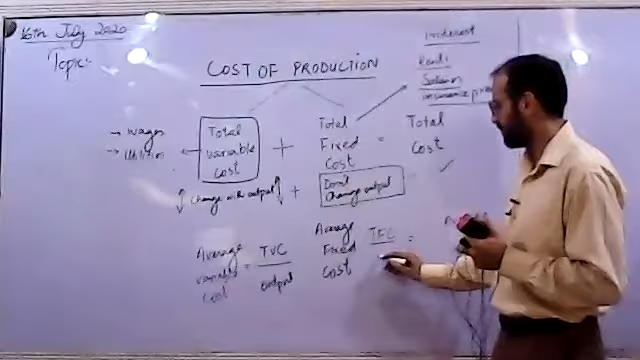 16th July 2020
Topic:-
COST OF PRODUCTION
Interest
Rent
Salaries
insurance
→ wages
→ utilities
Total
variable
cost
+
Total
Fixed
Cost
=
Total
Cost
Change with output
+
Don't
Change output
Average
variable
cost
=
TVC
output
Average
Fixed
Cost
TFC
=